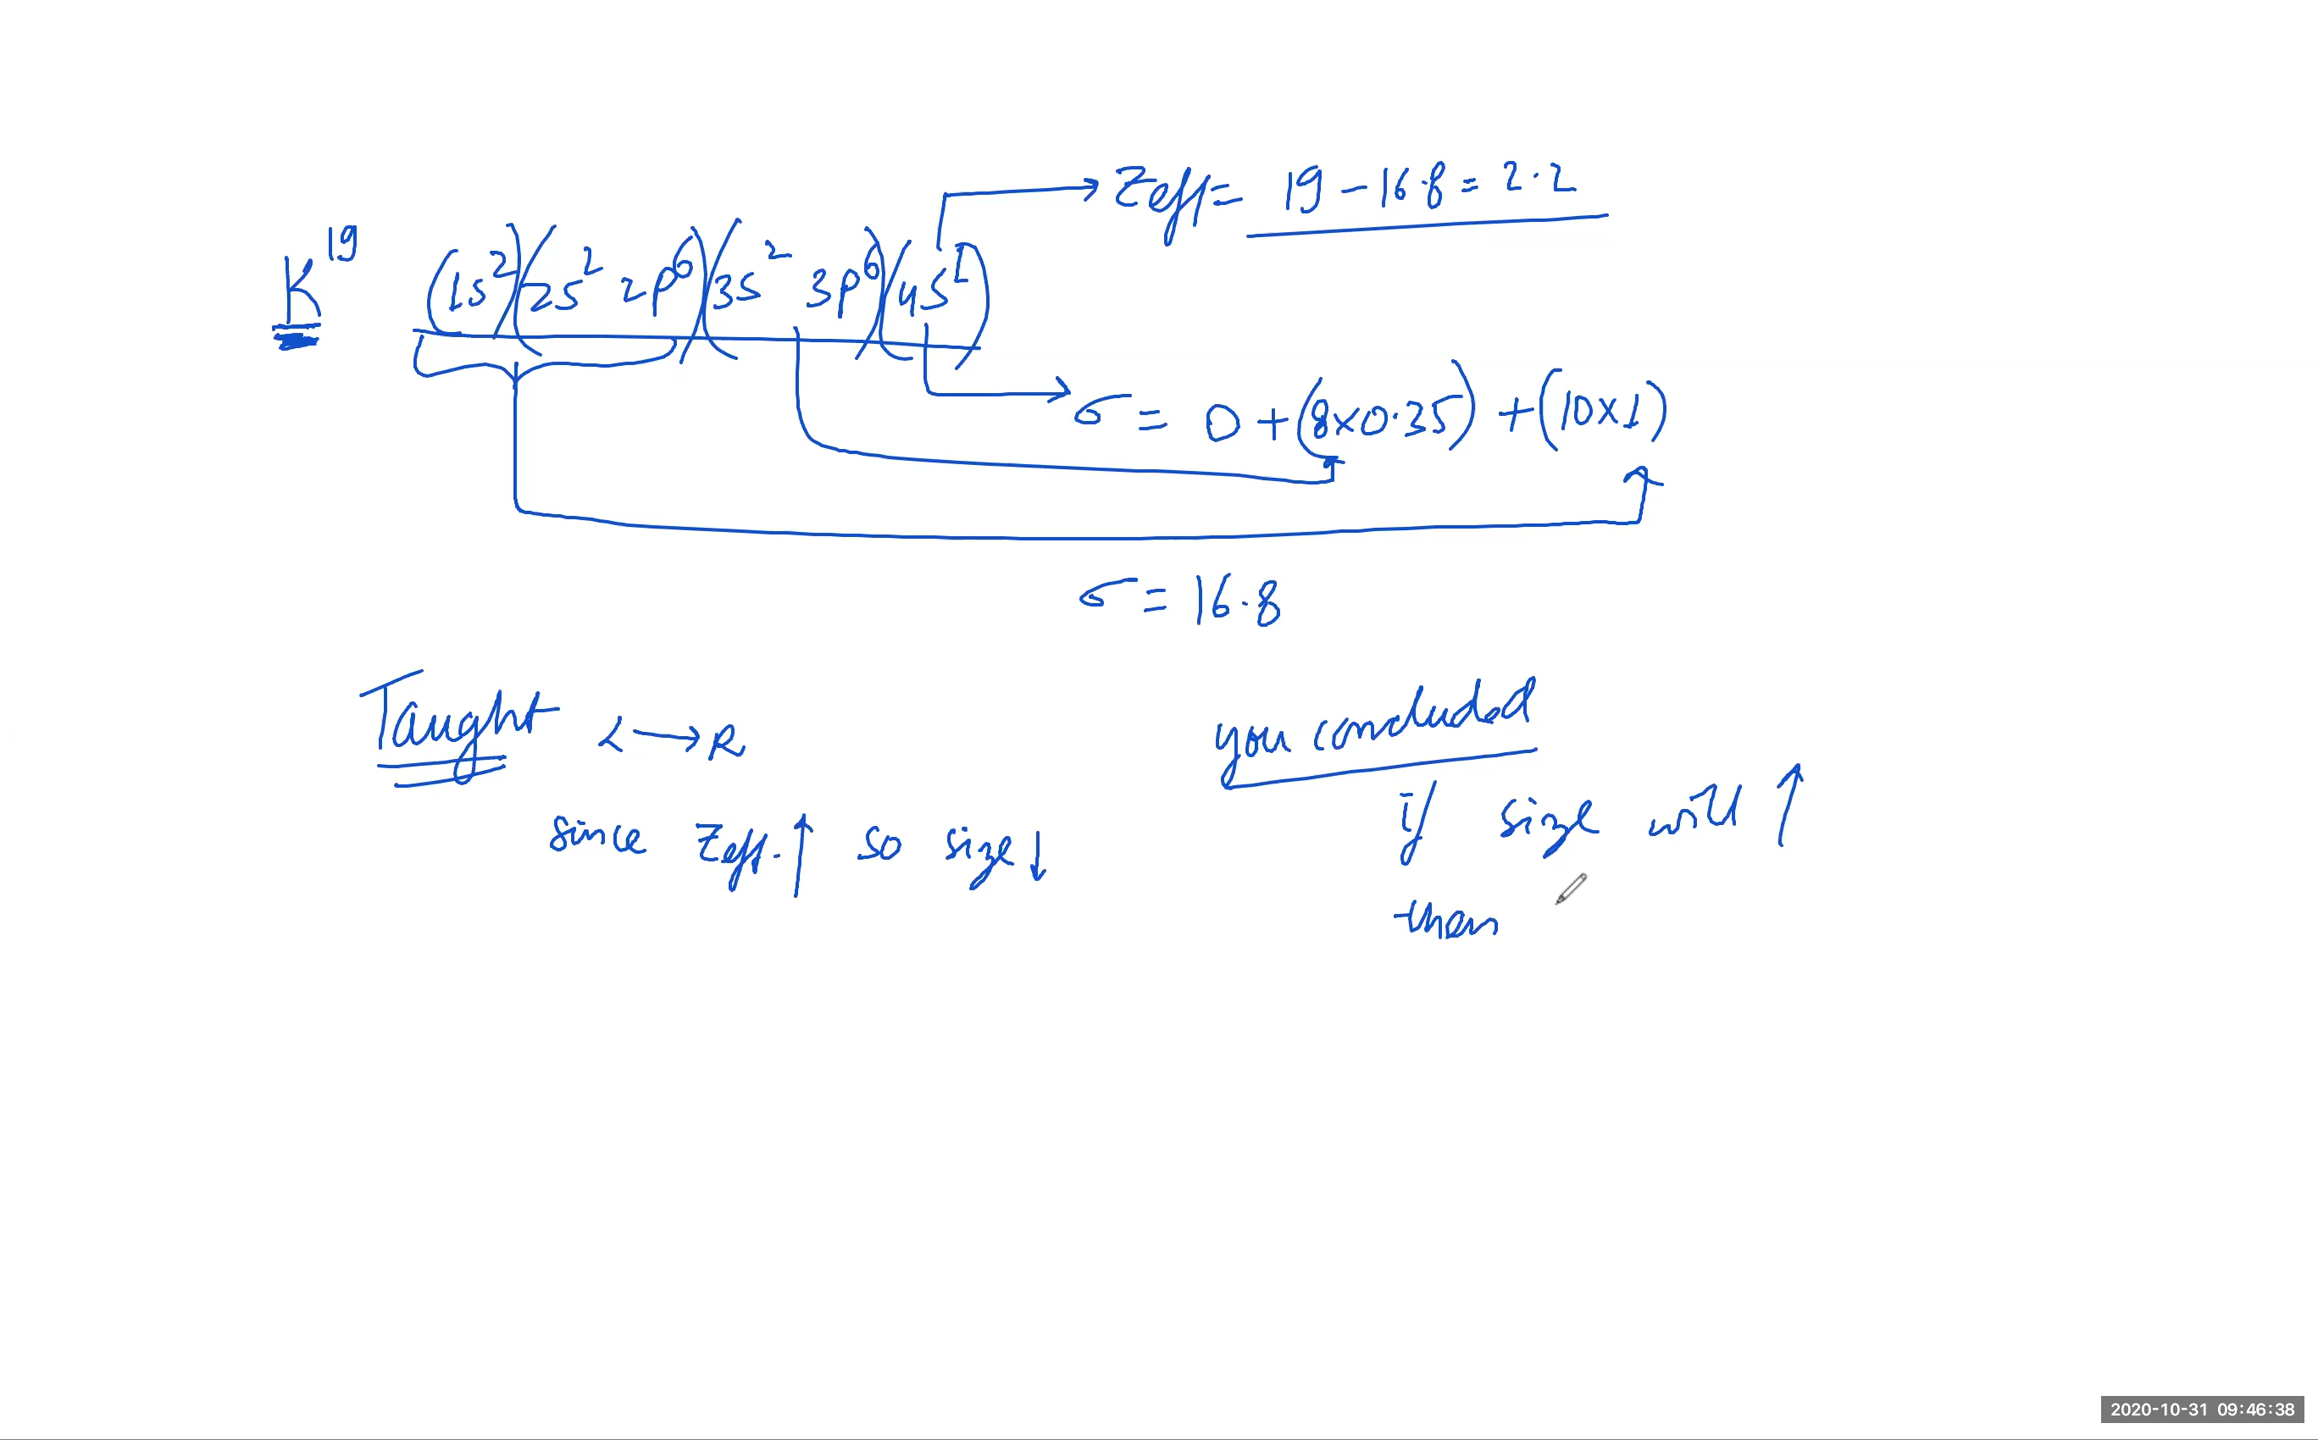 Zeff = 19 - 16.8 = 2.2
K¹⁹ (1s²)(2s² 2p⁶)(3s² 3p⁶)(4s¹)
σ = 0 + (8×0.35) + (10×1)
σ = 16.8
Taught L → R
you concluded
since Zeff. ↑ so size ↓
if size will ↑
then
2020-10-31 09:46:38